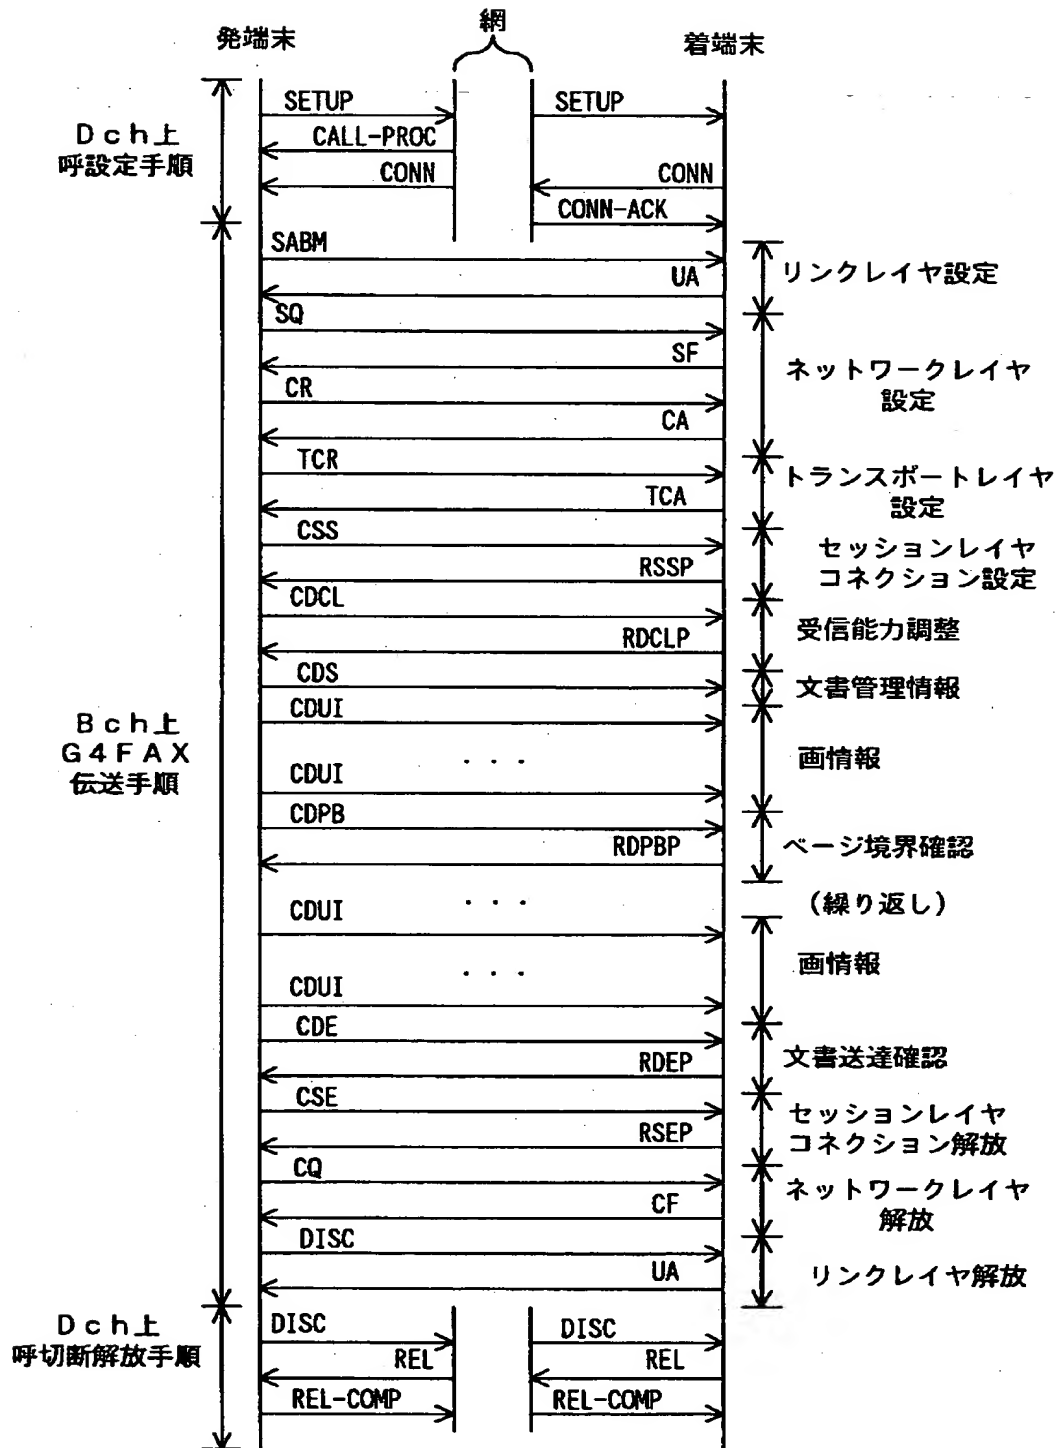 網
発端末
着端末
SETUP
SETUP
CALL-PROC
Dch上
呼設定手順
CONN
CONN
CONN-ACK
SABM
UA
リンクレイヤ設定
SQ
SF
CR
CA
ネットワークレイヤ
設定
TCR
TCA
トランスポートレイヤ
設定
CSS
RSSP
セッションレイヤ
コネクション設定
CDCL
RDCLP
受信能力調整
CDS
文書管理情報
CDUI
Bch上
G4FAX
伝送手順
...
CDUI
画情報
CDPB
RDPBP
ページ境界確認
(繰り返し)
...
CDUI
...
CDUI
画情報
CDE
RDEP
文書送達確認
CSE
RSEP
セッションレイヤ
コネクション解放
CQ
CF
ネットワークレイヤ
解放
DISC
UA
リンクレイヤ解放
Dch上
呼切断解放手順
DISC
DISC
REL
REL
REL-COMP
REL-COMP